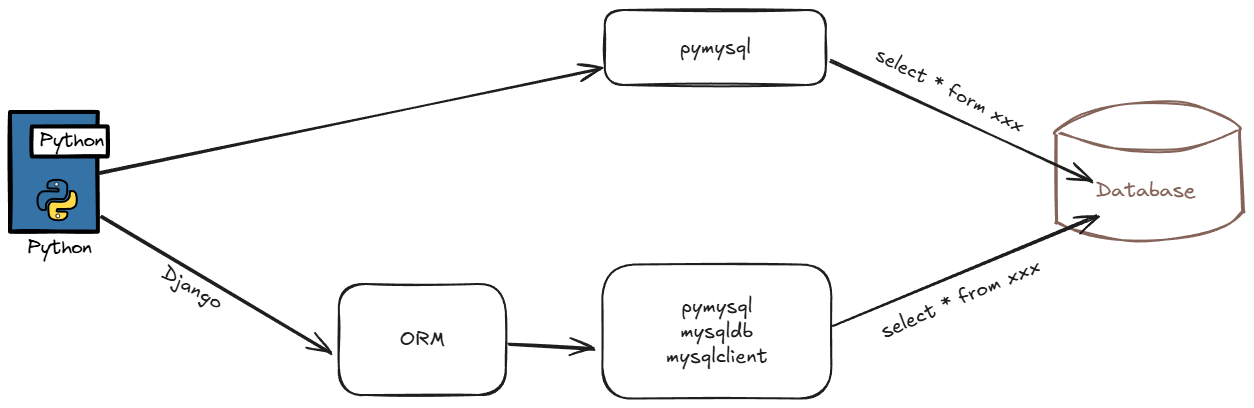 pymysql
select * form xxx
Python
Database
Python
Django
select * from xxx
ORM
pymysql
mysqldb
mysqlclient